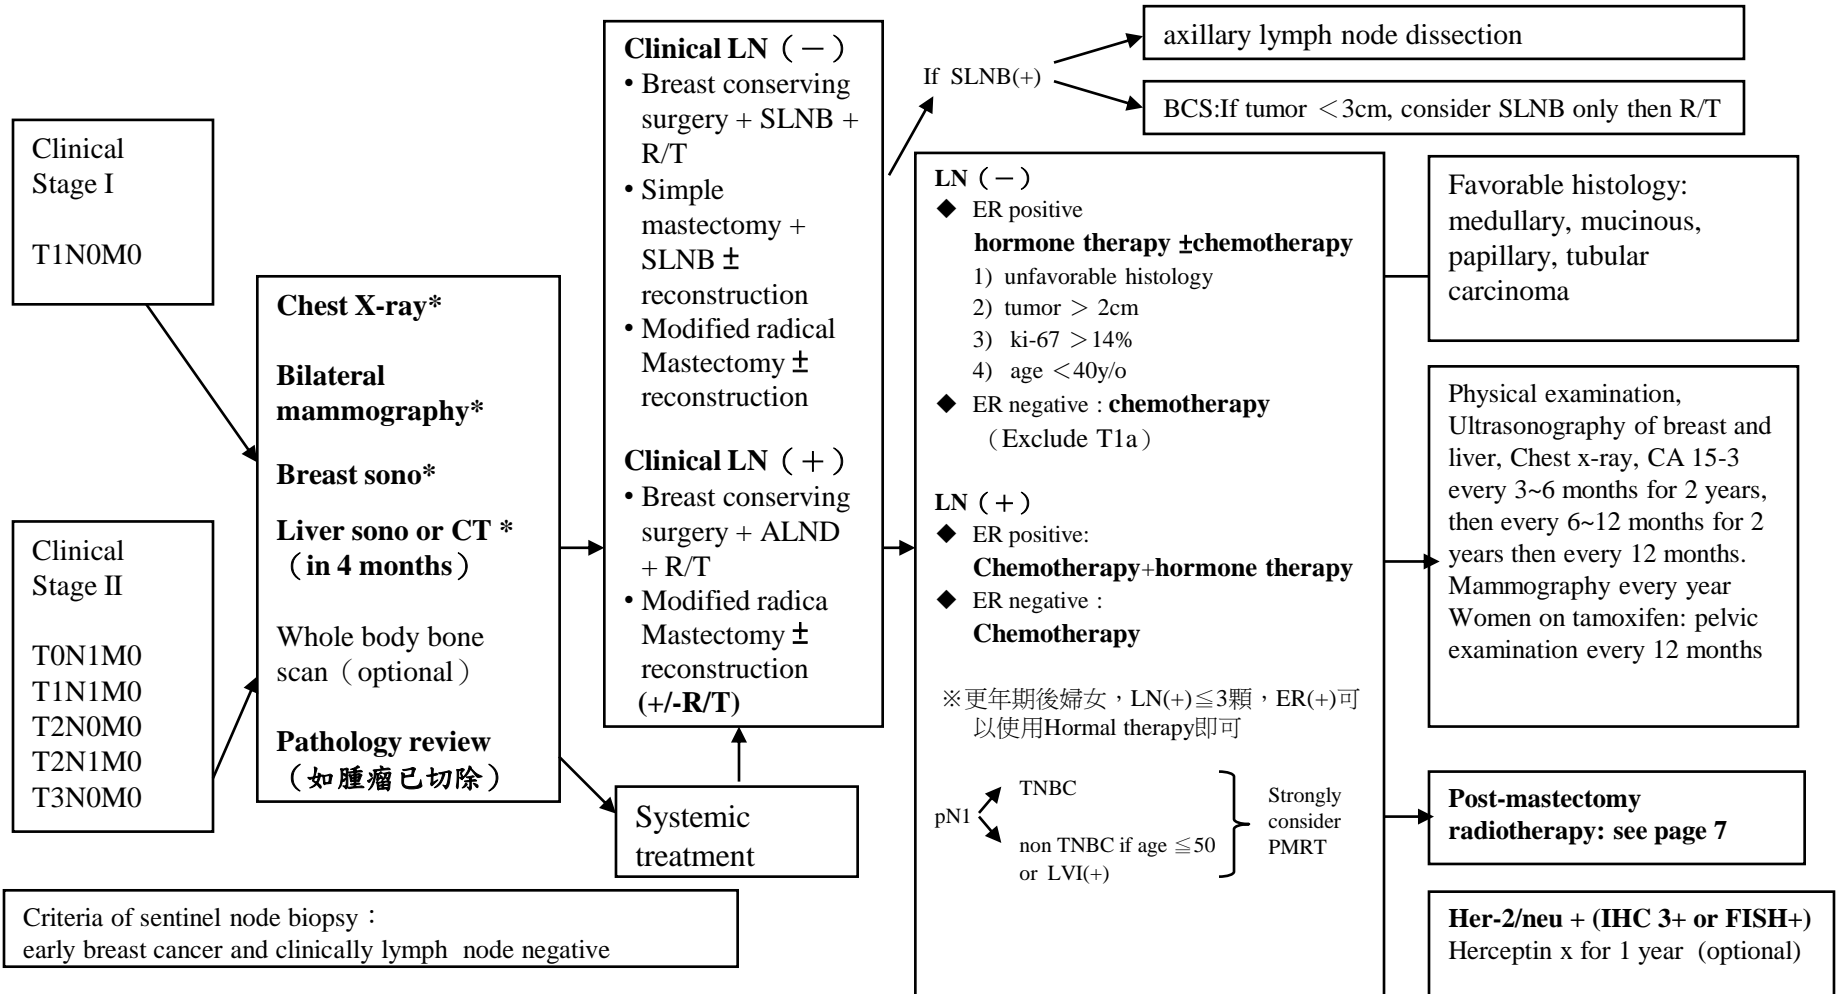 Clinical
Stage I
T1N0M0
Clinical
Stage II
T0N1M0
T1N1M0
T2N0M0
T2N1M0
T3N0M0
Chest X-ray*
Bilateral
mammography*
Breast sono*
Liver sono or CT *
（in 4 months）
Whole body bone
scan（optional）
Pathology review
（如腫瘤已切除）
Systemic
treatment
Clinical LN（－）
• Breast conserving
surgery + SLNB +
R/T
• Simple
mastectomy +
SLNB ±
reconstruction
• Modified radical
Mastectomy ±
reconstruction
Clinical LN（＋）
• Breast conserving
surgery + ALND
+ R/T
• Modified radica
Mastectomy ±
reconstruction
(+/-R/T)
If SLNB(+)
axillary lymph node dissection
BCS:If tumor ＜3cm, consider SLNB only then R/T
LN（－）
◆ ER positive
hormone therapy ±chemotherapy
1) unfavorable histology
2) tumor＞2cm
3) ki-67＞14%
4) age＜40y/o
◆ ER negative : chemotherapy
（Exclude T1a）
LN（＋）
◆ ER positive:
Chemotherapy+hormone therapy
◆ ER negative :
Chemotherapy
※更年期後婦女，LN(+)≦3顆，ER(+)可
以使用Hormal therapy即可
pN1
TNBC
non TNBC if age ≦50
or LVI(+)
Strongly
consider
PMRT
Favorable histology:
medullary, mucinous,
papillary, tubular
carcinoma
Physical examination,
Ultrasonography of breast and
liver, Chest x-ray, CA 15-3
every 3~6 months for 2 years,
then every 6~12 months for 2
years then every 12 months.
Mammography every year
Women on tamoxifen: pelvic
examination every 12 months
Post-mastectomy
radiotherapy: see page 7
Her-2/neu + (IHC 3+ or FISH+)
Herceptin x for 1 year (optional)
Criteria of sentinel node biopsy：
early breast cancer and clinically lymph node negative